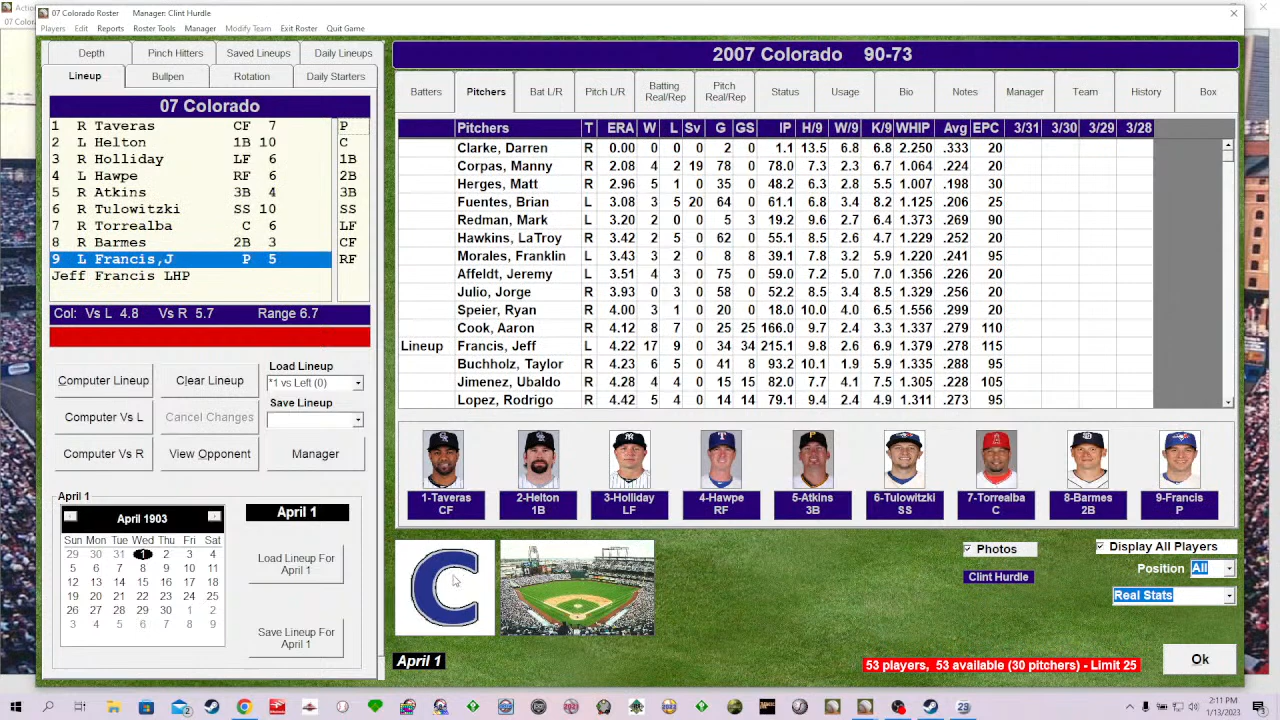 07 Colorado Roster Manager: Clint Hurdle
Players Edit Reports Roster Tools Manager Modify Team Exit Roster Quit Game
Depth Pinch Hitters Saved Lineups Daily Lineups
Lineup Bullpen Rotation Daily Starters
07 Colorado
1 R Taveras CF 7 P
2 L Helton 1B 10 C
3 R Holliday LF 6 1B
4 L Hawpe RF 6 2B
5 R Atkins 3B 4 3B
6 R Tulowitzki SS 10 SS
7 R Torrealba C 6 LF
8 R Barmes 2B 3 CF
9 L Francis,J P 5 RF
Jeff Francis LHP
Col: Vs L 4.8 Vs R 5.7 Range 6.7
Computer Lineup Clear Lineup Load Lineup
*1 vs Left (0)
Computer Vs L Cancel Changes Save Lineup
Computer Vs R View Opponent Manager
April 1
April 1903
Sun Mon Tue Wed Thu Fri Sat
29 30 31 1 2 3 4
5 6 7 8 9 10 11
12 13 14 15 16 17 18
19 20 21 22 23 24 25
26 27 28 29 30 1 2
3 4 5 6 7 8 9
April 1
Load Lineup For
April 1
Save Lineup For
April 1
2007 Colorado 90-73
Batters Pitchers Bat L/R Pitch L/R Batting Real/Rep Pitch Real/Rep Status Usage Bio Notes Manager Team History Box
Pitchers T ERA W L Sv G GS IP H/9 W/9 K/9 WHIP Avg EPC 3/31 3/30 3/29 3/28
Clarke, Darren R 0.00 0 0 0 2 0 1.1 13.5 6.8 6.8 2.250 .333 20
Corpas, Manny R 2.08 4 2 19 78 0 78.0 7.3 2.3 6.7 1.064 .224 20
Herges, Matt R 2.96 5 1 0 35 0 48.2 6.3 2.8 5.5 1.007 .198 30
Fuentes, Brian L 3.08 3 5 20 64 0 61.1 6.8 3.4 8.2 1.125 .206 25
Redman, Mark R 3.20 2 0 0 5 3 19.2 9.6 2.7 6.4 1.373 .269 90
Hawkins, LaTroy R 3.42 2 5 0 62 0 55.1 8.5 2.6 4.7 1.229 .252 20
Morales, Franklin L 3.43 3 2 0 8 8 39.1 7.8 3.2 5.9 1.220 .241 95
Affeldt, Jeremy L 3.51 4 3 0 75 0 59.0 7.2 5.0 7.0 1.356 .226 20
Julio, Jorge R 3.93 0 3 0 58 0 52.2 8.5 3.4 8.5 1.329 .256 20
Speier, Ryan R 4.00 3 1 0 20 0 18.0 10.0 4.0 6.5 1.556 .299 20
Cook, Aaron R 4.12 8 7 0 25 25 166.0 9.7 2.4 3.3 1.337 .279 110
Lineup Francis, Jeff L 4.22 17 9 0 34 34 215.1 9.8 2.6 6.9 1.379 .278 115
Buchholz, Taylor R 4.23 6 5 0 41 8 93.2 10.1 1.9 5.9 1.335 .288 95
Jimenez, Ubaldo R 4.28 4 4 0 15 15 82.0 7.7 4.1 7.5 1.305 .228 105
Lopez, Rodrigo R 4.42 5 4 0 14 14 79.1 9.4 2.4 4.9 1.311 .273 95
1-Taveras 2-Helton 3-Holliday 4-Hawpe 5-Atkins 6-Tulowitzki 7-Torrealba 8-Barmes 9-Francis
CF 1B LF RF 3B SS C 2B P
C
Photos
Clint Hurdle
Display All Players
Position All
Real Stats
April 1
53 players, 53 available (30 pitchers) - Limit 25
Ok
2:11 PM
1/13/2023